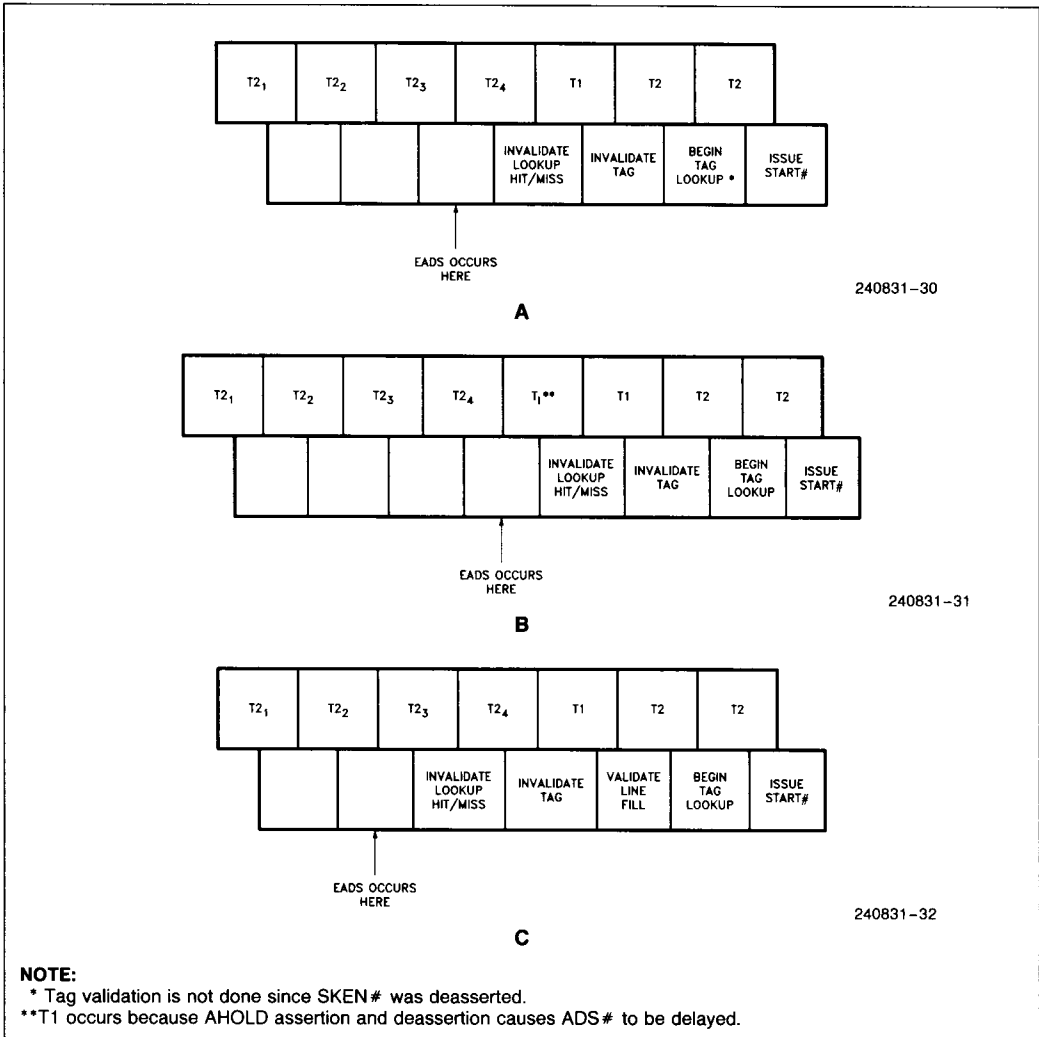 T2₁ T2₂ T2₃ T2₄ T1 T2 T2
INVALIDATE LOOKUP HIT/MISS
INVALIDATE TAG
BEGIN TAG LOOKUP *
ISSUE START#
EADS OCCURS
HERE
240831–30
A
T2₁ T2₂ T2₃ T2₄ T_I** T1 T2 T2
INVALIDATE LOOKUP HIT/MISS
INVALIDATE TAG
BEGIN TAG LOOKUP
ISSUE START#
EADS OCCURS
HERE
240831–31
B
T2₁ T2₂ T2₃ T2₄ T1 T2 T2
INVALIDATE LOOKUP HIT/MISS
INVALIDATE TAG
VALIDATE LINE FILL
BEGIN TAG LOOKUP
ISSUE START#
EADS OCCURS
HERE
240831–32
C
NOTE:
* Tag validation is not done since SKEN# was deasserted.
**T1 occurs because AHOLD assertion and deassertion causes ADS# to be delayed.